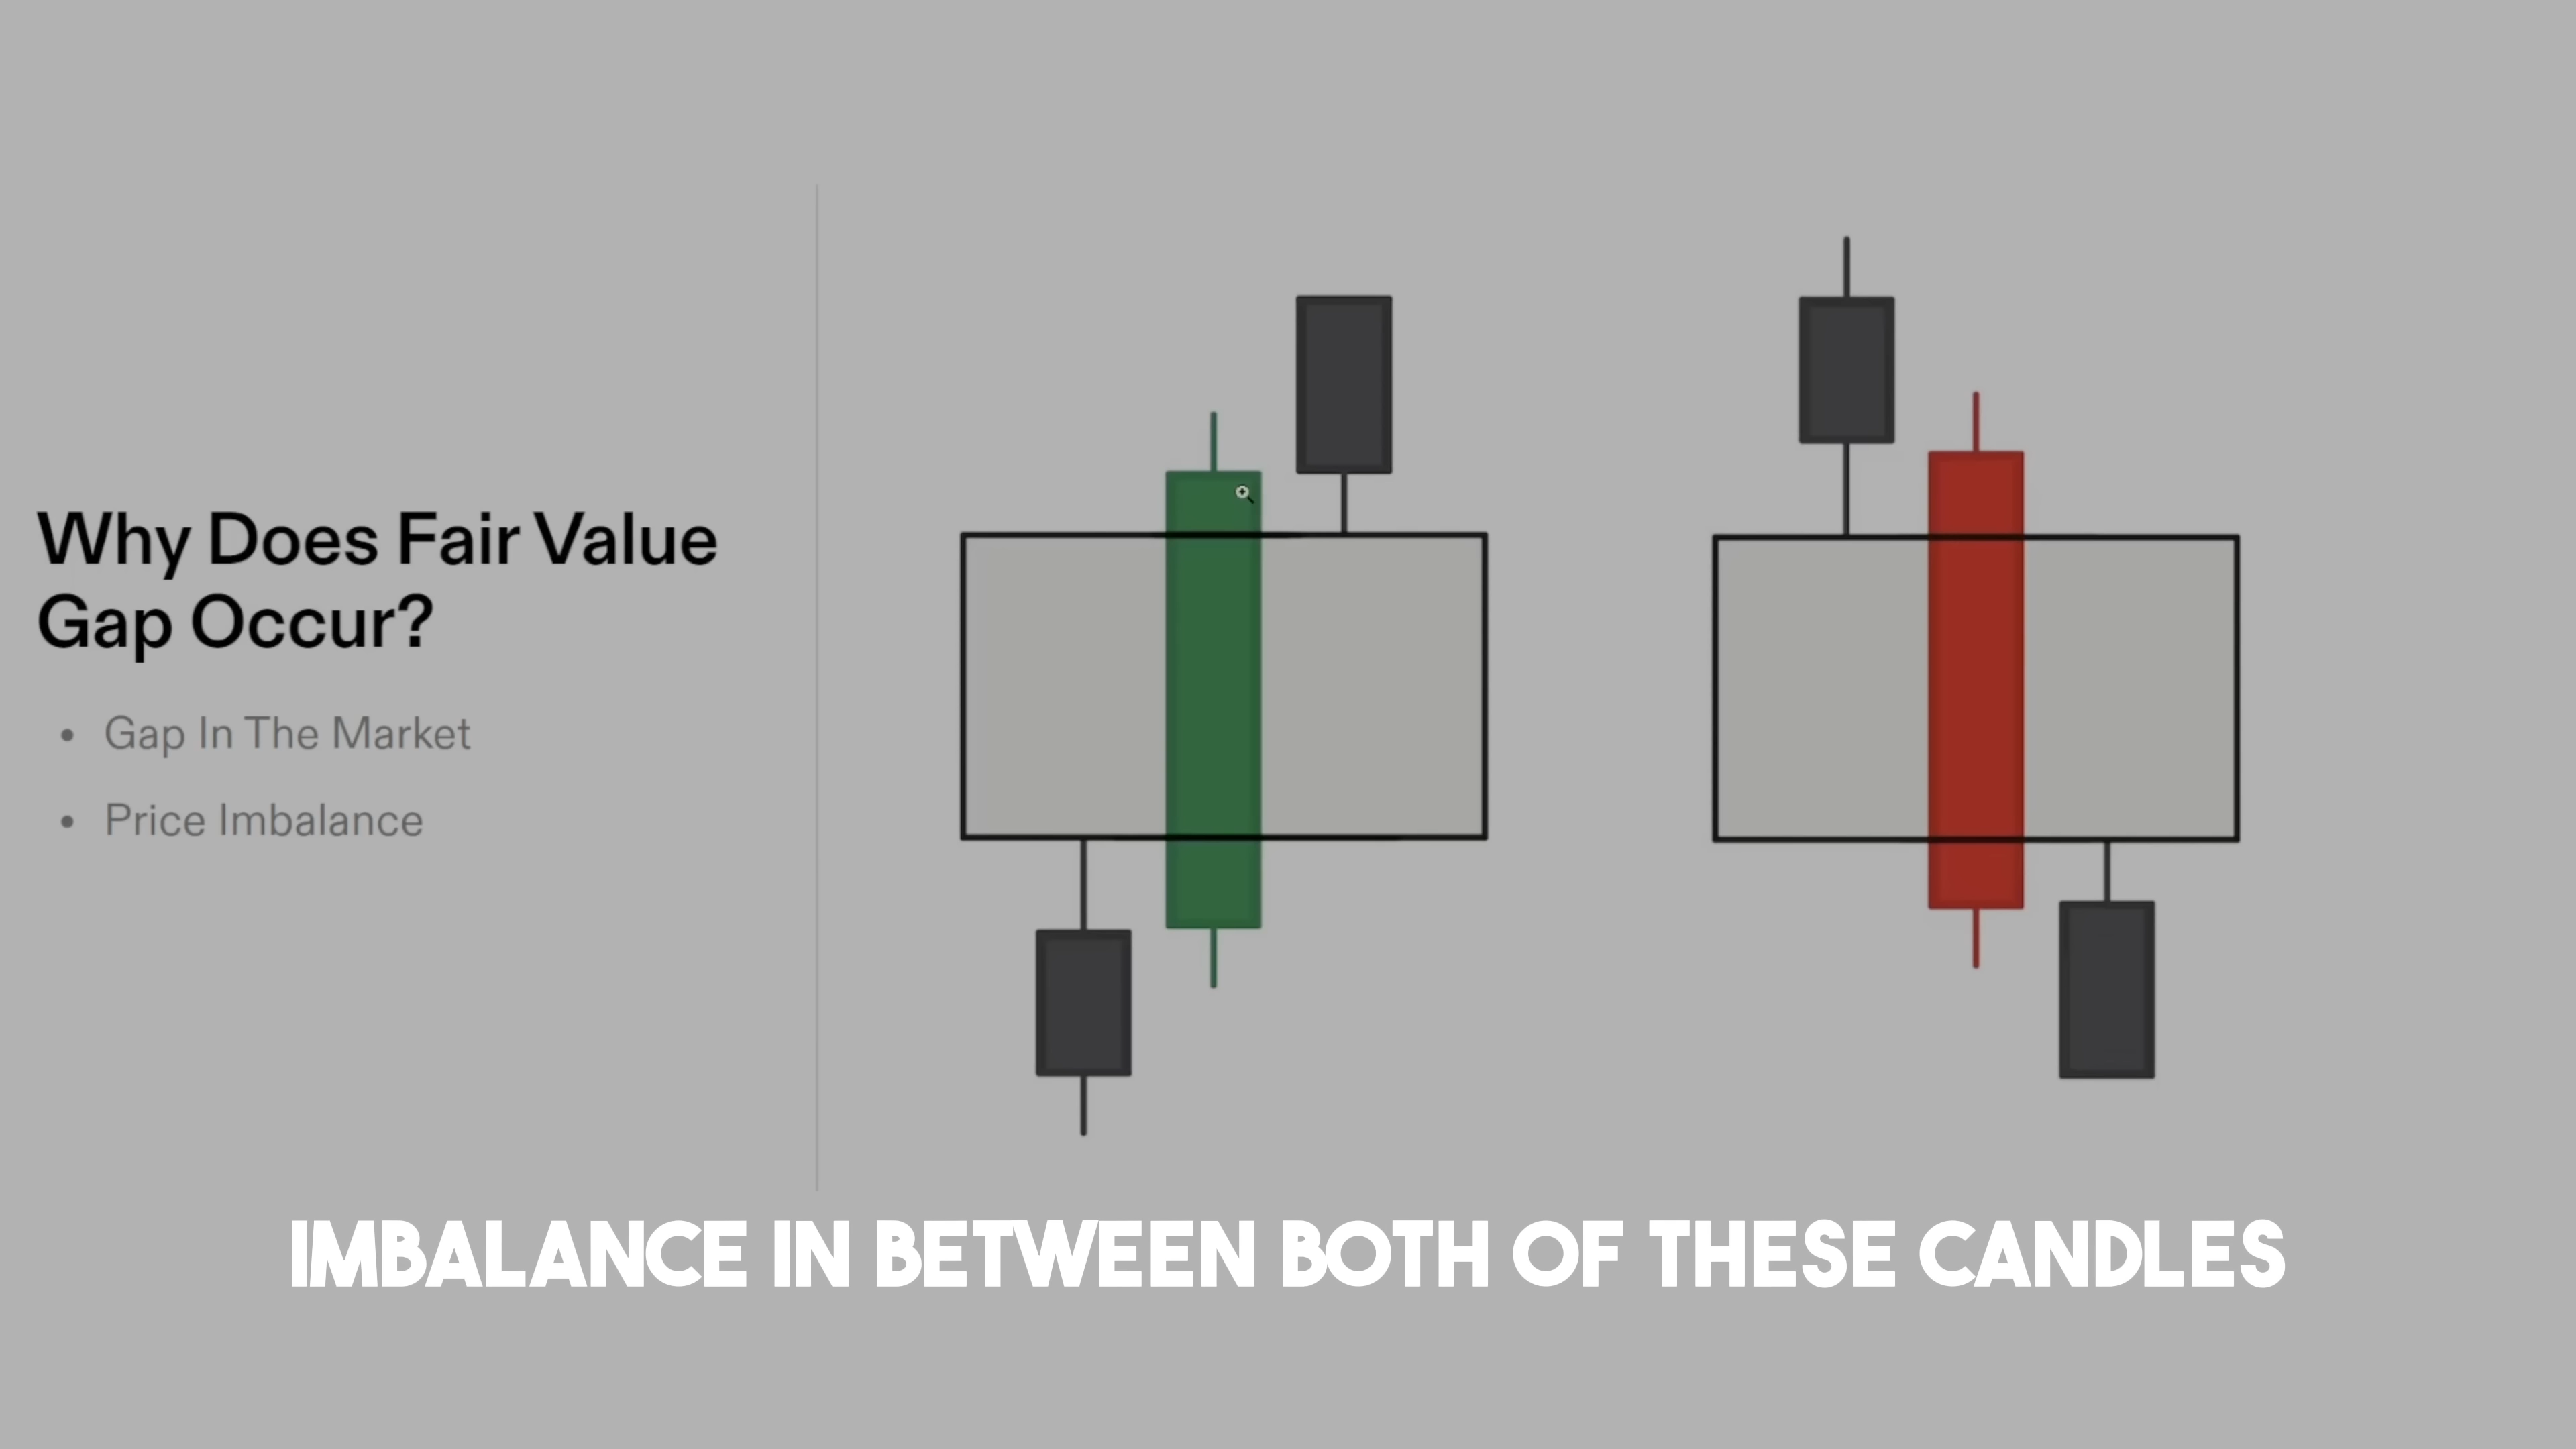 Why Does Fair Value
Gap Occur?
• Gap In The Market
• Price Imbalance
IMBALANCE IN BETWEEN BOTH OF THESE CANDLES